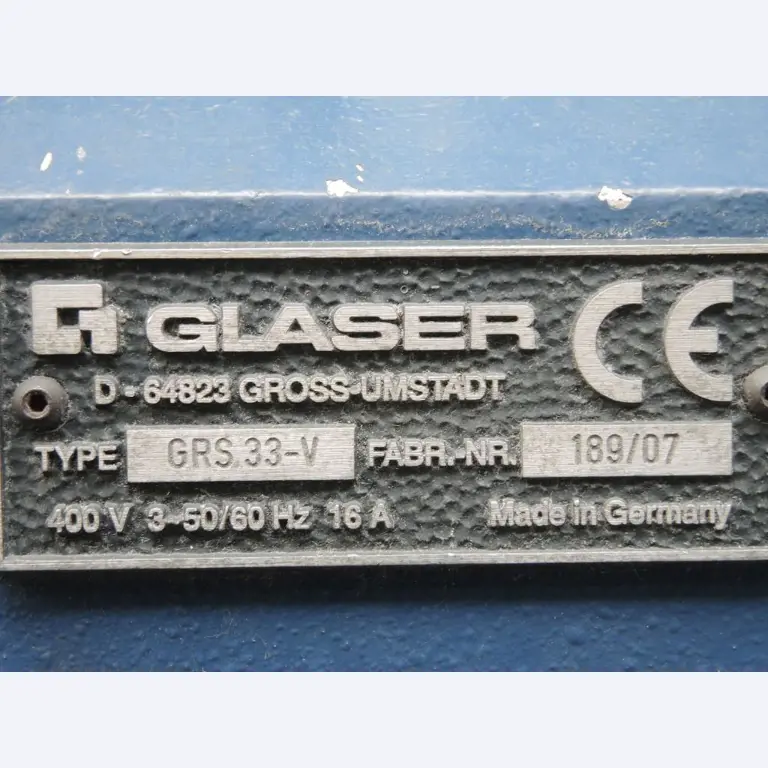 GLASER CE
D-64823 GROSS-UMSTADT
TYPE GRS 33-V FABR.-NR. 189/07
400 V 3~50/60 Hz 16 A Made in Germany